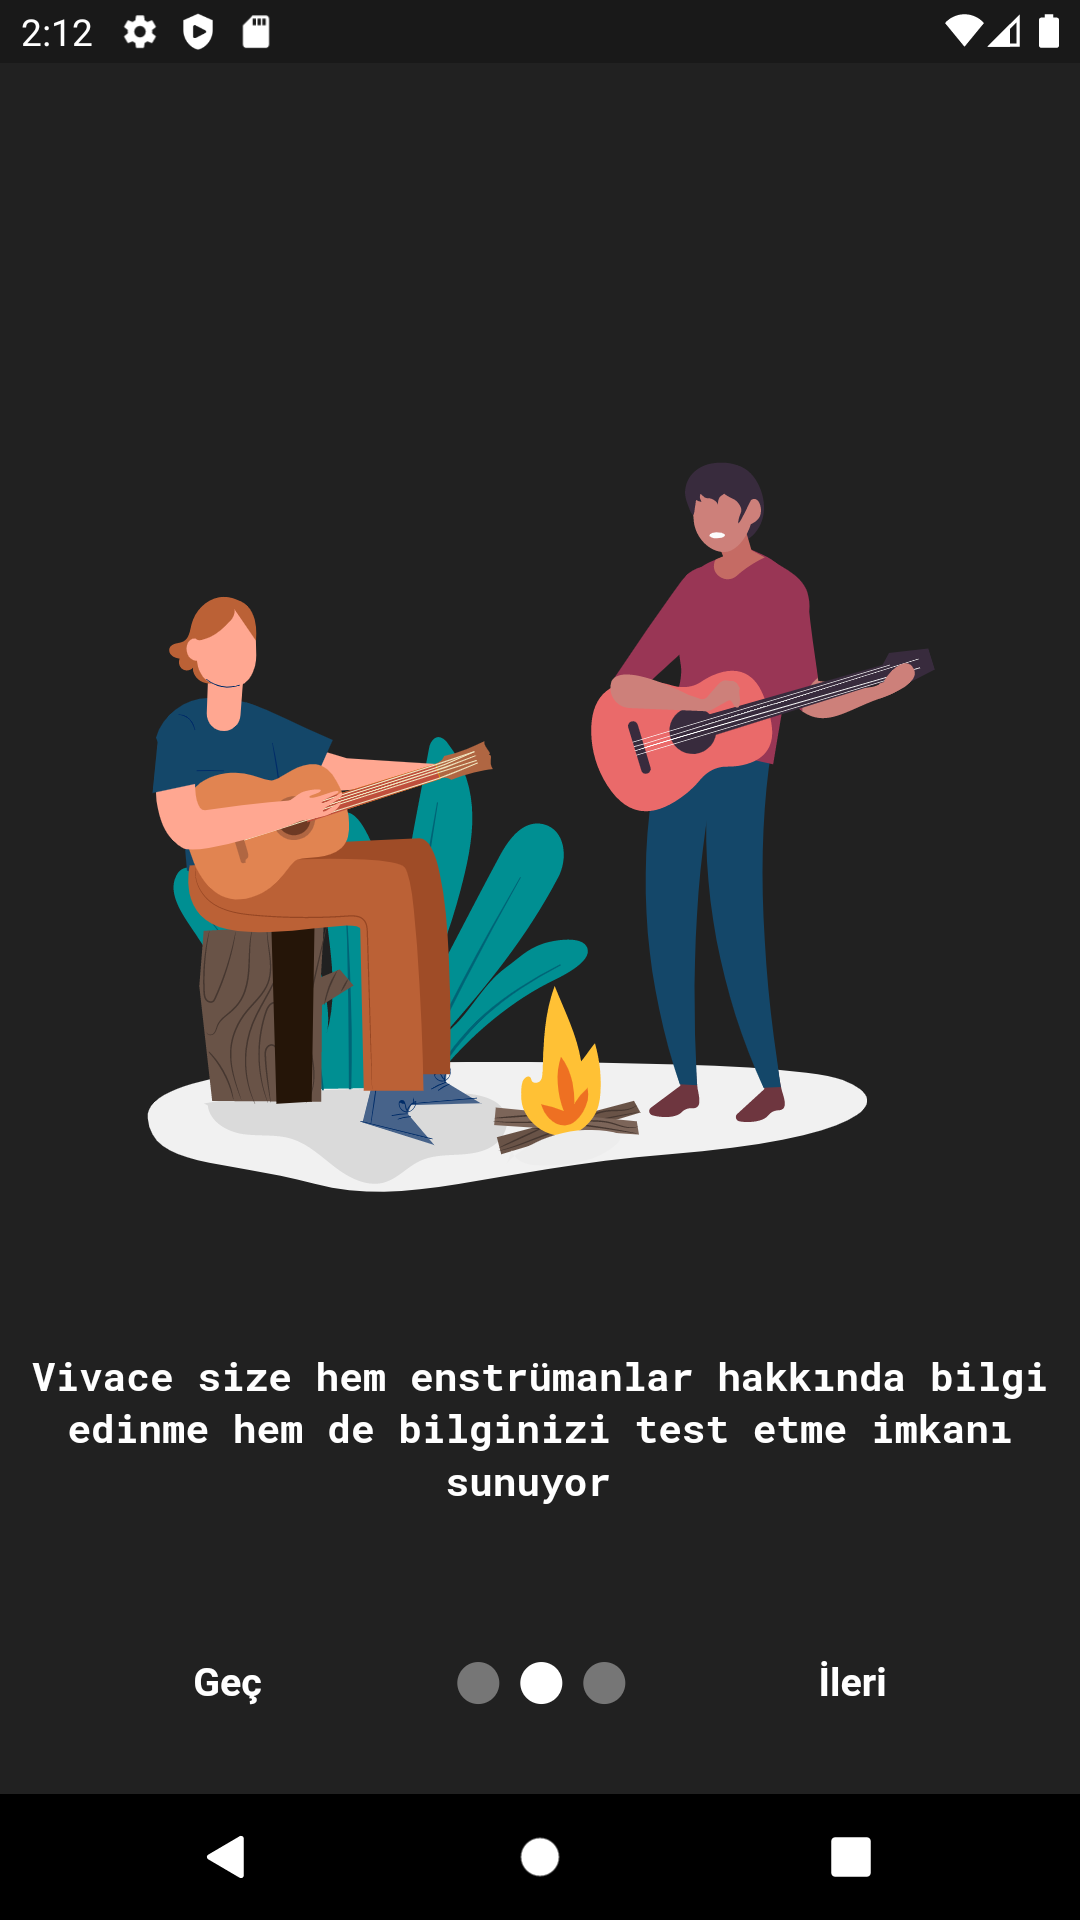 2:12
Vivace size hem enstrümanlar hakkında bilgi
edinme hem de bilginizi test etme imkanı
sunuyor
Geç
İleri